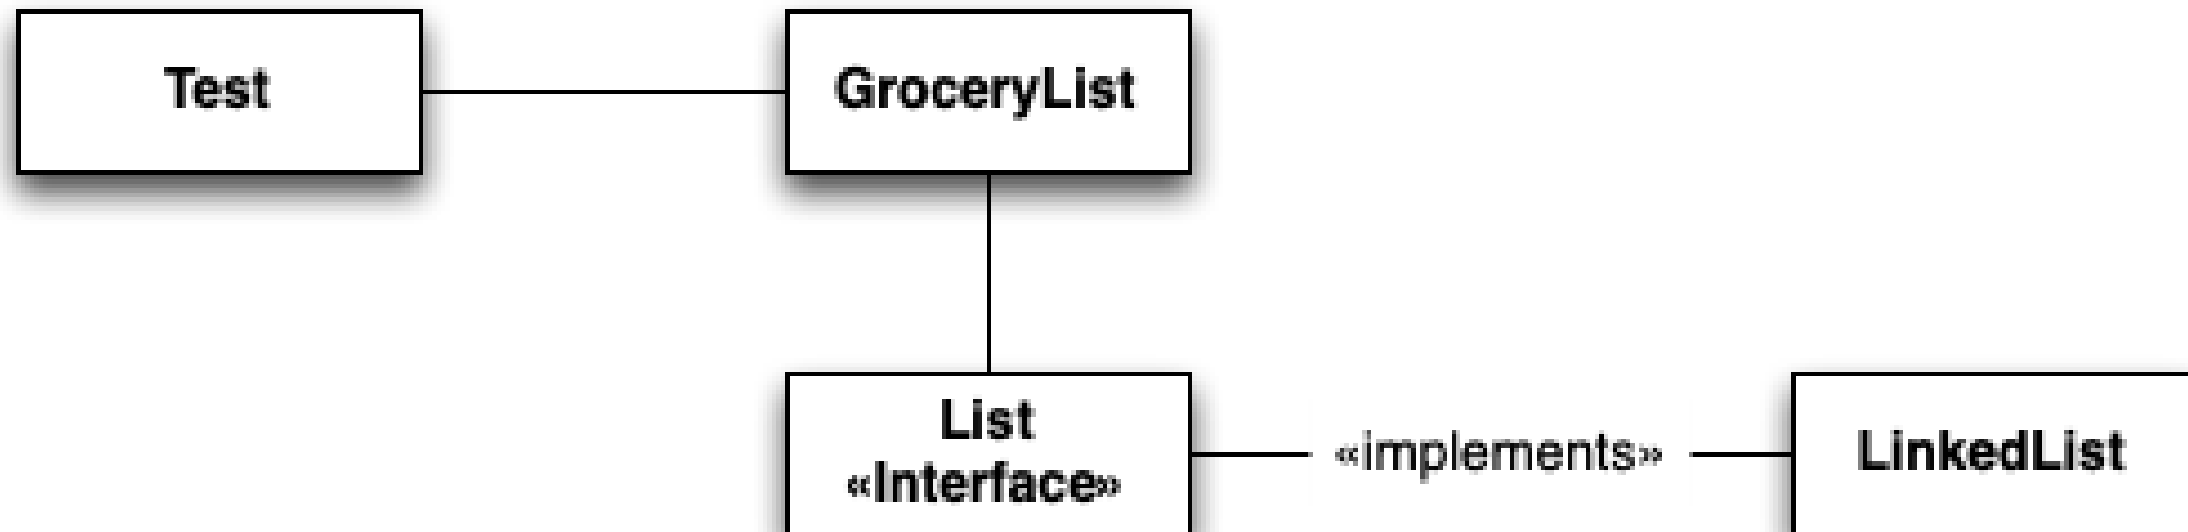 Test
GroceryList
List
«Interface»
«implements»
LinkedList